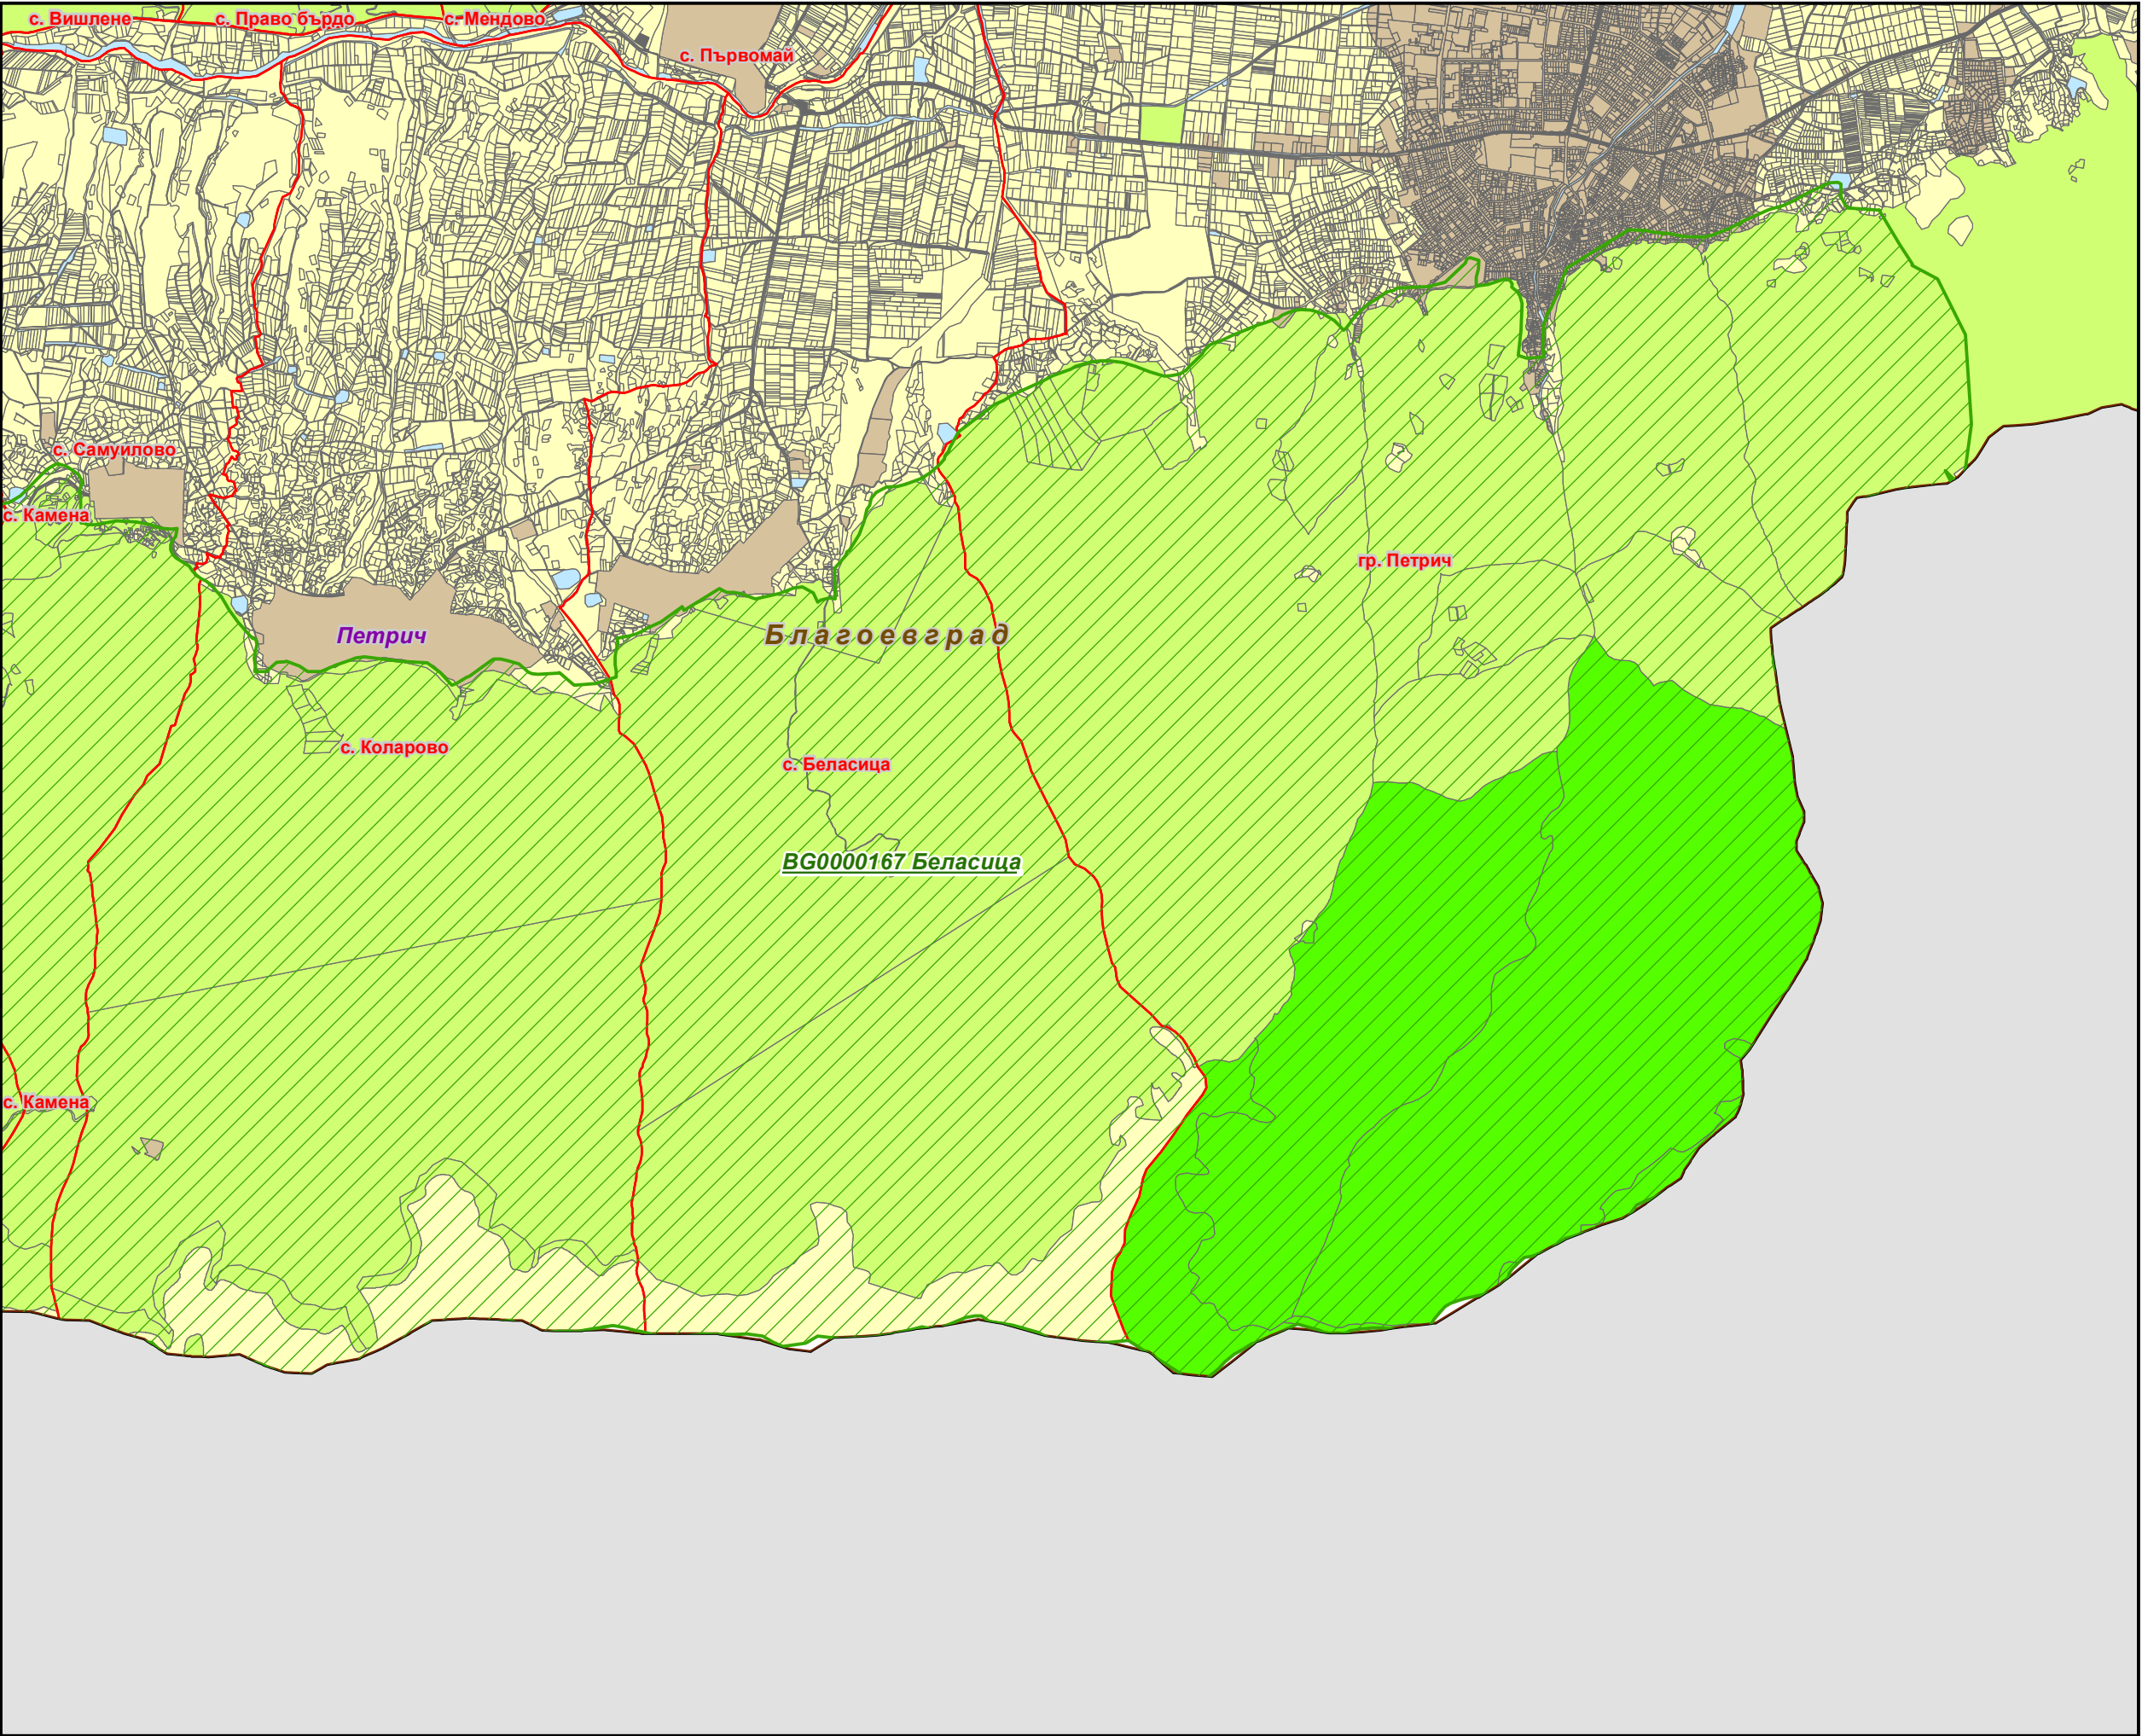 с. Вишлене
с. Право бърдо
с. Мендово
с. Първомай
с. Самуилово
с. Камена
гр. Петрич
Петрич
Благоевград
с. Коларово
с. Беласица
BG0000167 Беласица
с. Камена